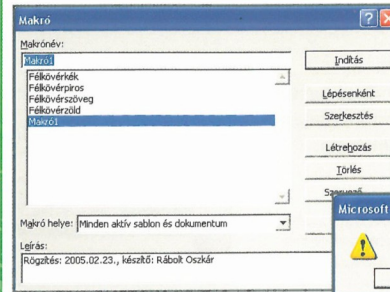 Makró
Makrónév:
Makró1
Félkövérkék
Félkövérpiros
Félkövérszöveg
Félkövérzöld
Makró1
Indítás
Lépésenként
Szerkesztés
Létrehozás
Törlés
Makró helye: Minden aktív sablon és dokumentum
Microsoft
Leírás:
Rögzítés: 2005.02.23., készítő: Rábolt Oszkár